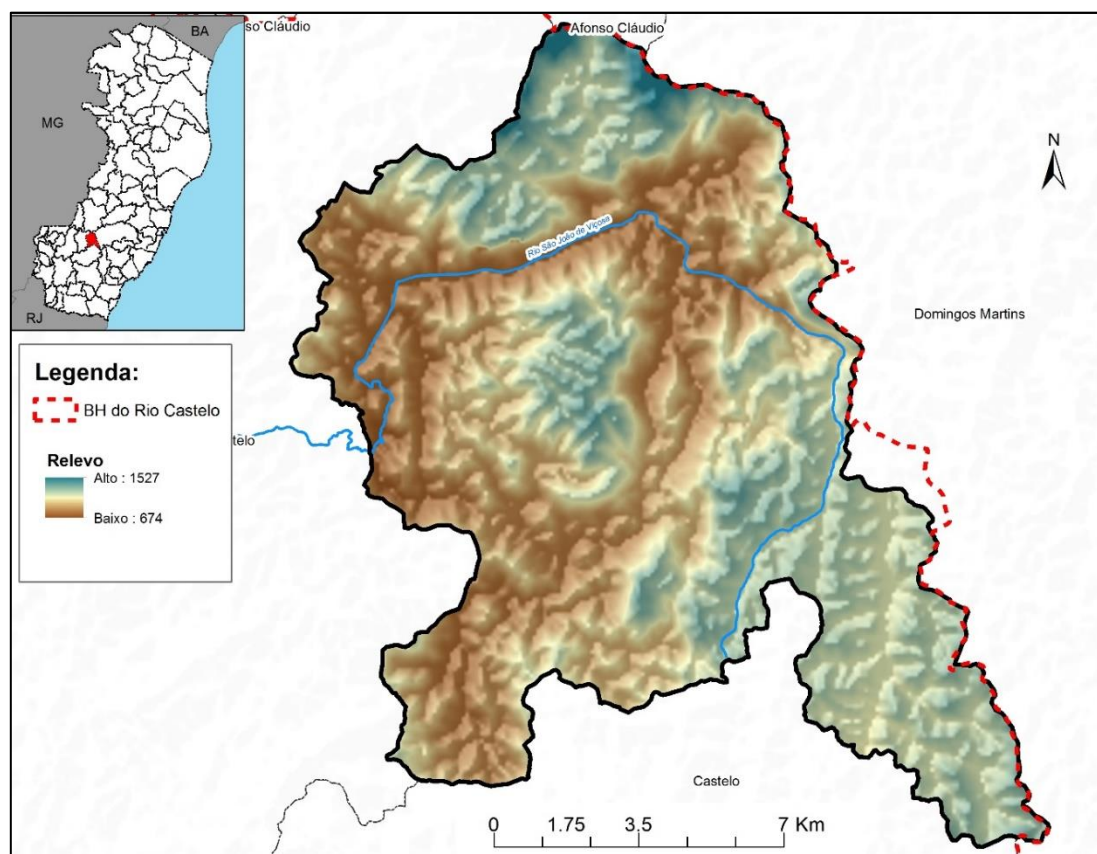 so Cláudio
BA
MG
RJ
Afonso Cláudio
N
Rio São João de Viçosa
Domingos Martins
Legenda:
BH do Rio Castelo
telo
Relevo
Alto : 1527
Baixo : 674
Castelo
0 1.75 3.5 7 Km